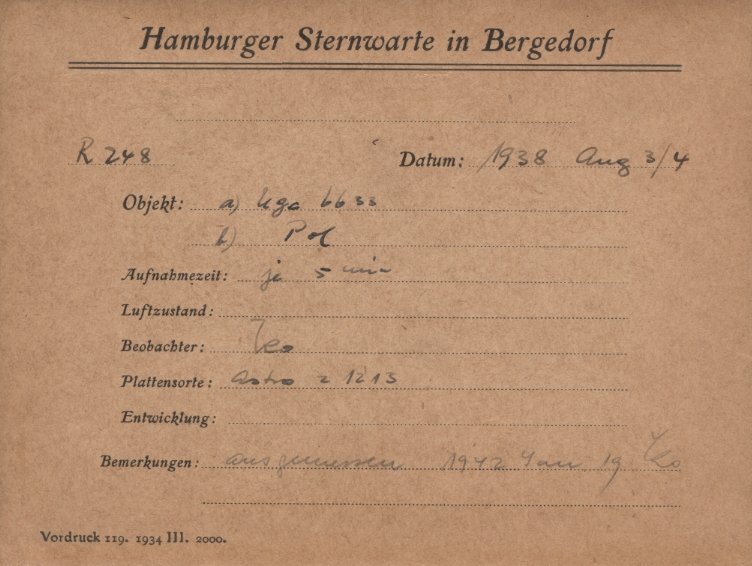 Hamburger Sternwarte in Bergedorf
R 248 Datum: 1938 Aug 3/4
Objekt: a) 6633
b) Pol
Aufnahmezeit: je 5 min
Luftzustand:
Beobachter:
Plattensorte: Astro Z 1213
Entwicklung:
Bemerkungen: ausgemessen 1942 Jan 19
Vordruck 119. 1934 III. 2000.